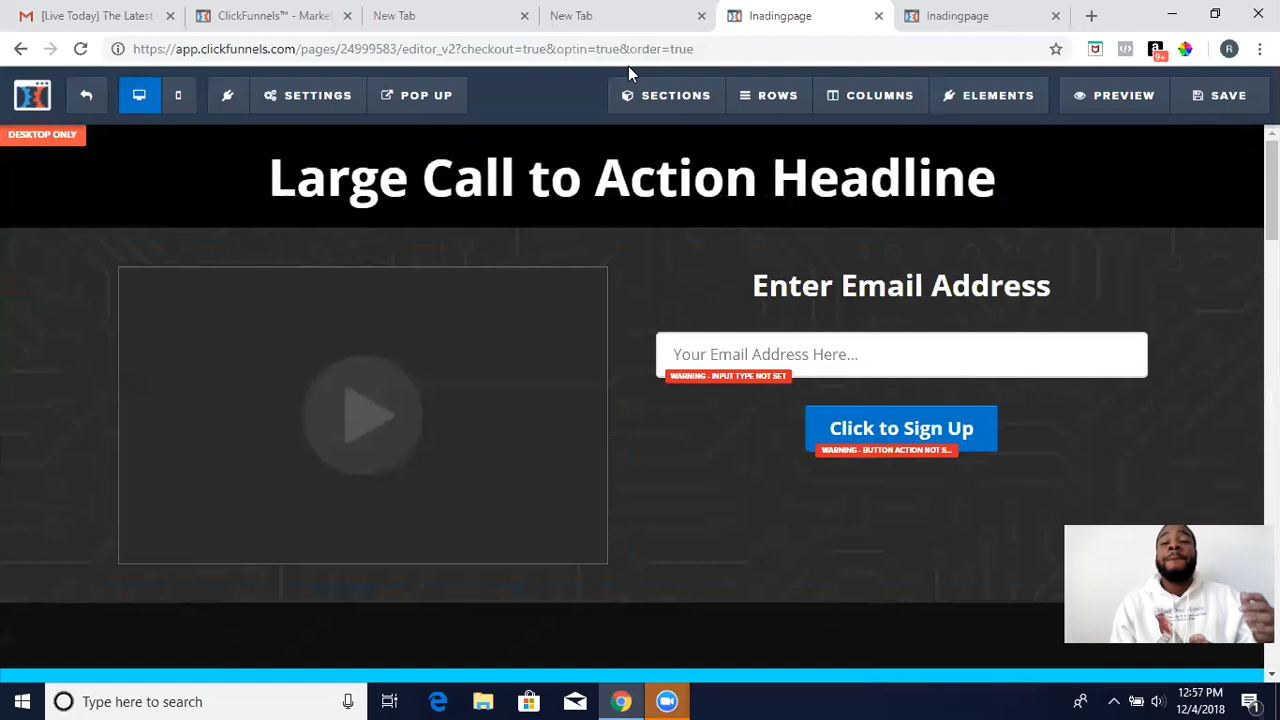 [Live Today] The Latest
ClickFunnels™ - Marke
New Tab
New Tab
lnadingpage
lnadingpage
https://app.clickfunnels.com/pages/24999583/editor_v2?checkout=true&optin=true&order=true
9+
R
SETTINGS
POP UP
SECTIONS
ROWS
COLUMNS
ELEMENTS
PREVIEW
SAVE
DESKTOP ONLY
Large Call to Action Headline
Enter Email Address
Your Email Address Here...
WARNING - INPUT TYPE NOT SET
Click to Sign Up
WARNING - BUTTON ACTION NOT S...
Type here to search
12:57 PM
12/4/2018
1